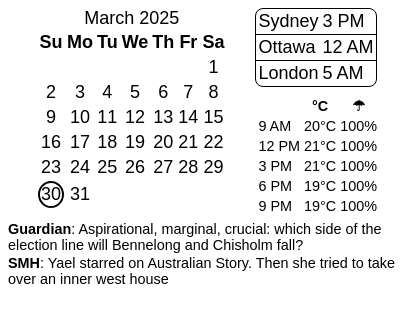 March 2025
Su Mo Tu We Th Fr Sa
1
2 3 4 5 6 7 8
9 10 11 12 13 14 15
16 17 18 19 20 21 22
23 24 25 26 27 28 29
30 31
Sydney 3 PM
Ottawa 12 AM
London 5 AM
°C ☂
9 AM 20°C 100%
12 PM 21°C 100%
3 PM 21°C 100%
6 PM 19°C 100%
9 PM 19°C 100%
Guardian: Aspirational, marginal, crucial: which side of the
election line will Bennelong and Chisholm fall?
SMH: Yael starred on Australian Story. Then she tried to take
over an inner west house